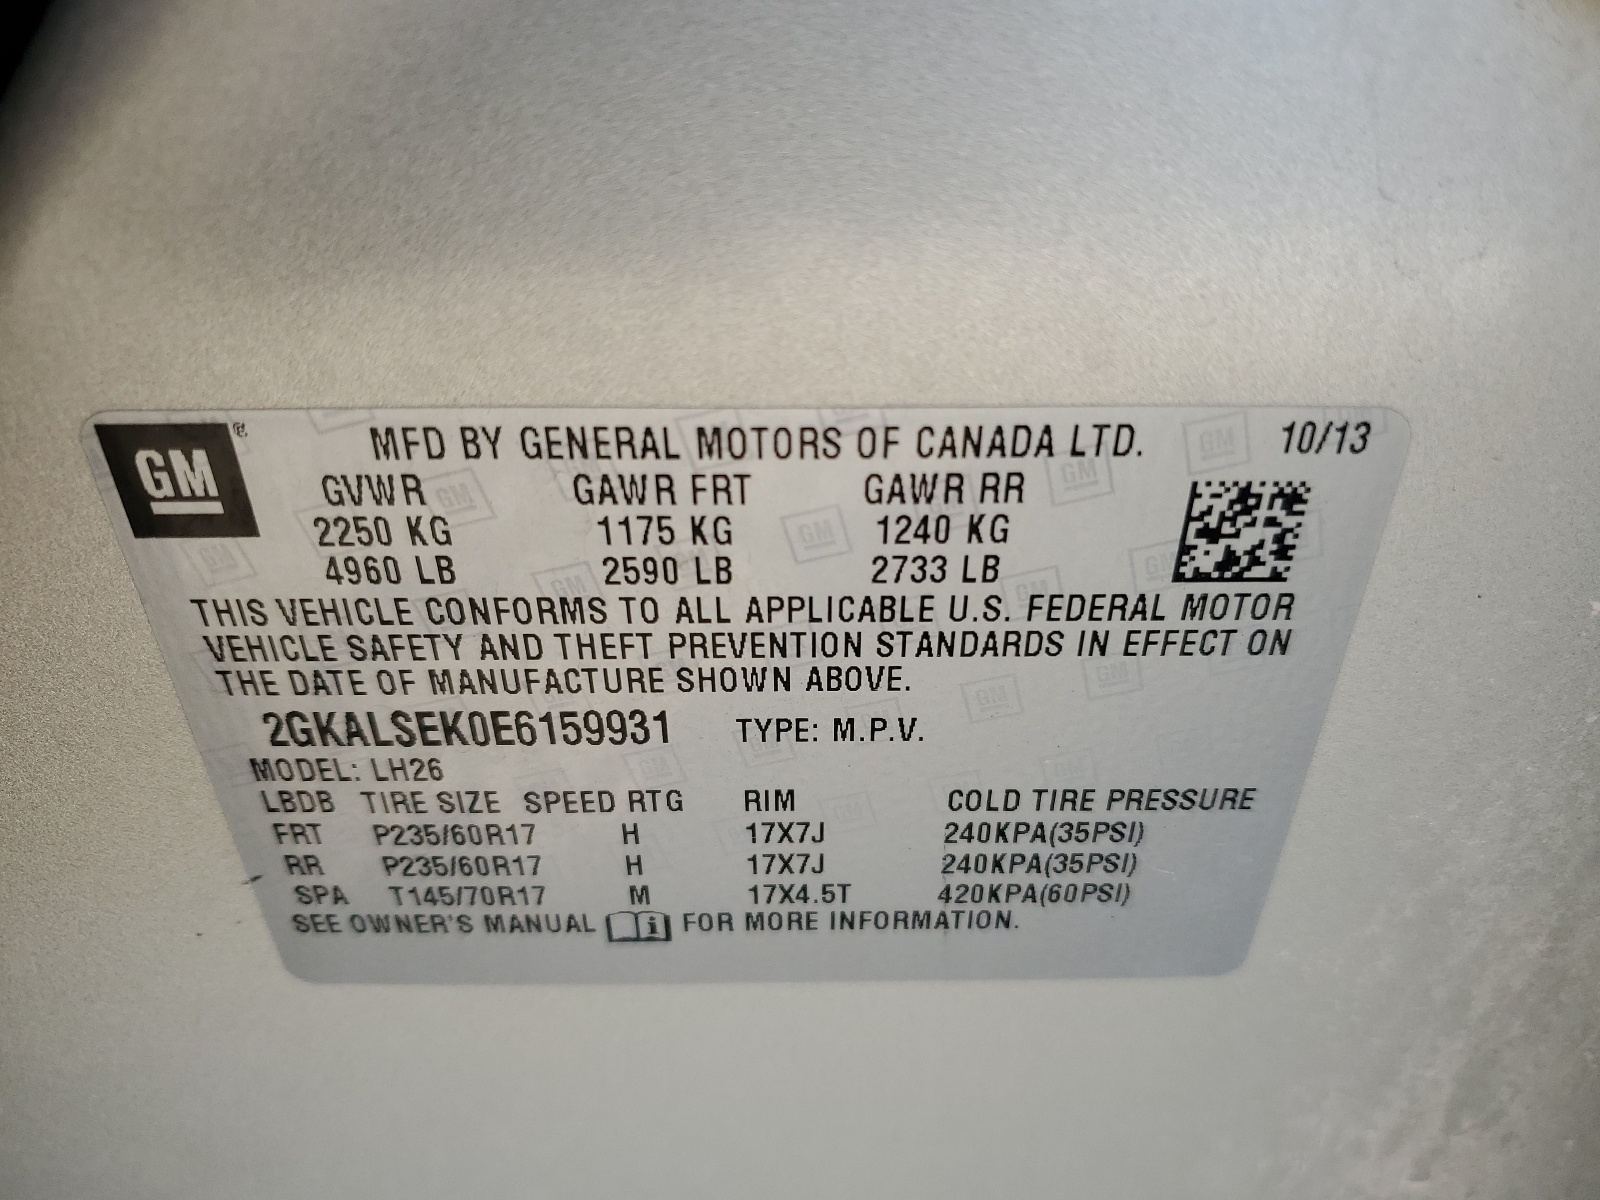 GM®
MFD BY GENERAL MOTORS OF CANADA LTD. 10/13
GVWR GAWR FRT GAWR RR
2250 KG 1175 KG 1240 KG
4960 LB 2590 LB 2733 LB
THIS VEHICLE CONFORMS TO ALL APPLICABLE U.S. FEDERAL MOTOR
VEHICLE SAFETY AND THEFT PREVENTION STANDARDS IN EFFECT ON
THE DATE OF MANUFACTURE SHOWN ABOVE.
2GKALSEK0E6159931 TYPE: M.P.V.
MODEL: LH26
LBDB TIRE SIZE SPEED RTG RIM COLD TIRE PRESSURE
FRT P235/60R17 H 17X7J 240KPA(35PSI)
RR P235/60R17 H 17X7J 240KPA(35PSI)
SPA T145/70R17 M 17X4.5T 420KPA(60PSI)
SEE OWNER'S MANUAL i FOR MORE INFORMATION.